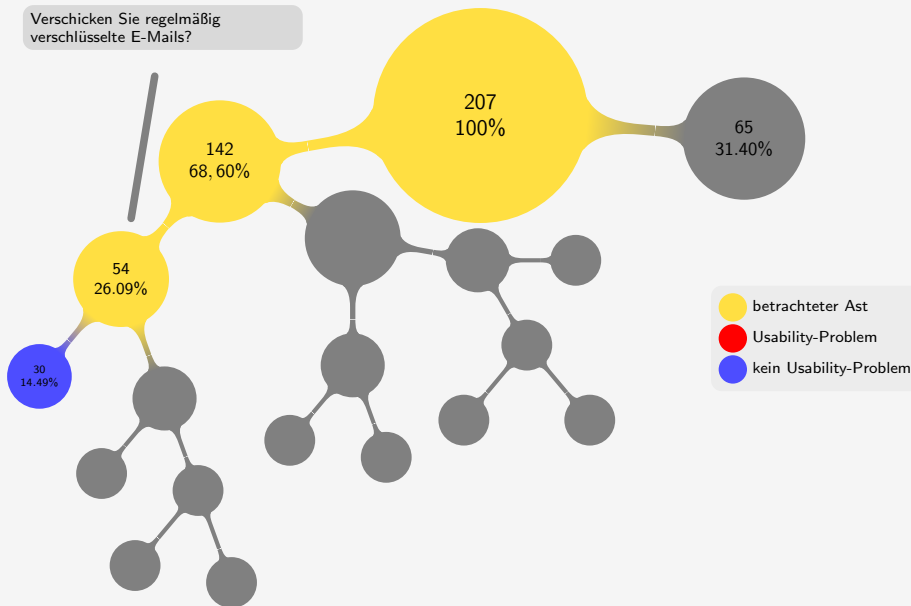 Verschicken Sie regelmäßig
verschlüsselte E-Mails?
207
100%
65
31.40%
142
68,60%
54
26.09%
30
14.49%
betrachteter Ast
Usability-Problem
kein Usability-Problem